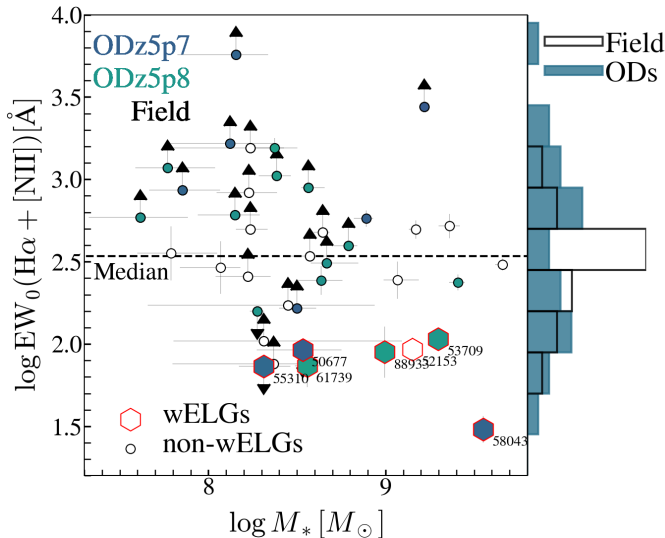 4.0
3.5
3.0
2.5
2.0
1.5
log EW₀(Hα + [NII])[Å]
ODz5p7
ODz5p8
Field
Median
50677
55310
61739
88933
52153
53709
58043
wELGs
non-wELGs
8
9
log M* [M⊙]
Field
ODs